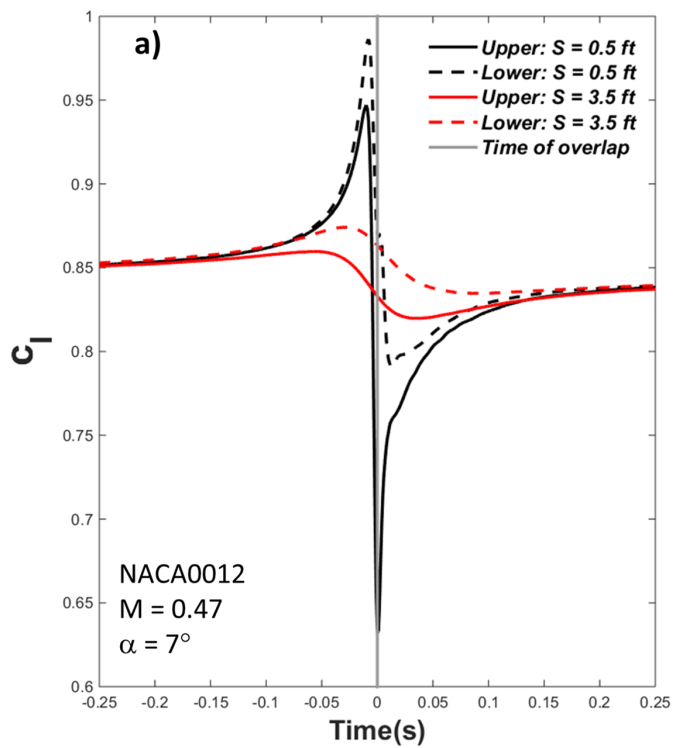 a)
Upper: S = 0.5 ft
Lower: S = 0.5 ft
Upper: S = 3.5 ft
Lower: S = 3.5 ft
Time of overlap
1
0.95
0.9
0.85
0.8
0.75
0.7
0.65
0.6
cl
NACA0012
M = 0.47
α = 7°
-0.25 -0.2 -0.15 -0.1 -0.05 0 0.05 0.1 0.15 0.2 0.25
Time(s)